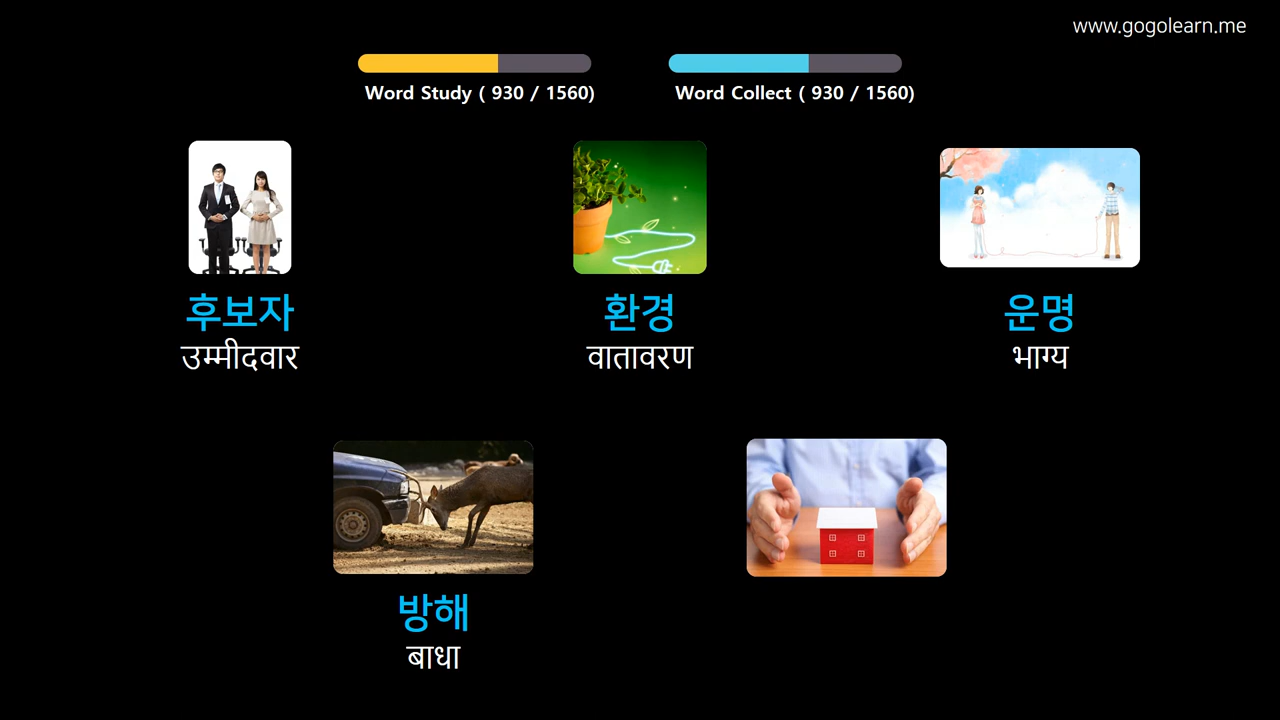 www.gogolearn.me
Word Study ( 930 / 1560)
Word Collect ( 930 / 1560)
후보자
उम्मीदवार
환경
वातावरण
운명
भाग्य
방해
बाधा